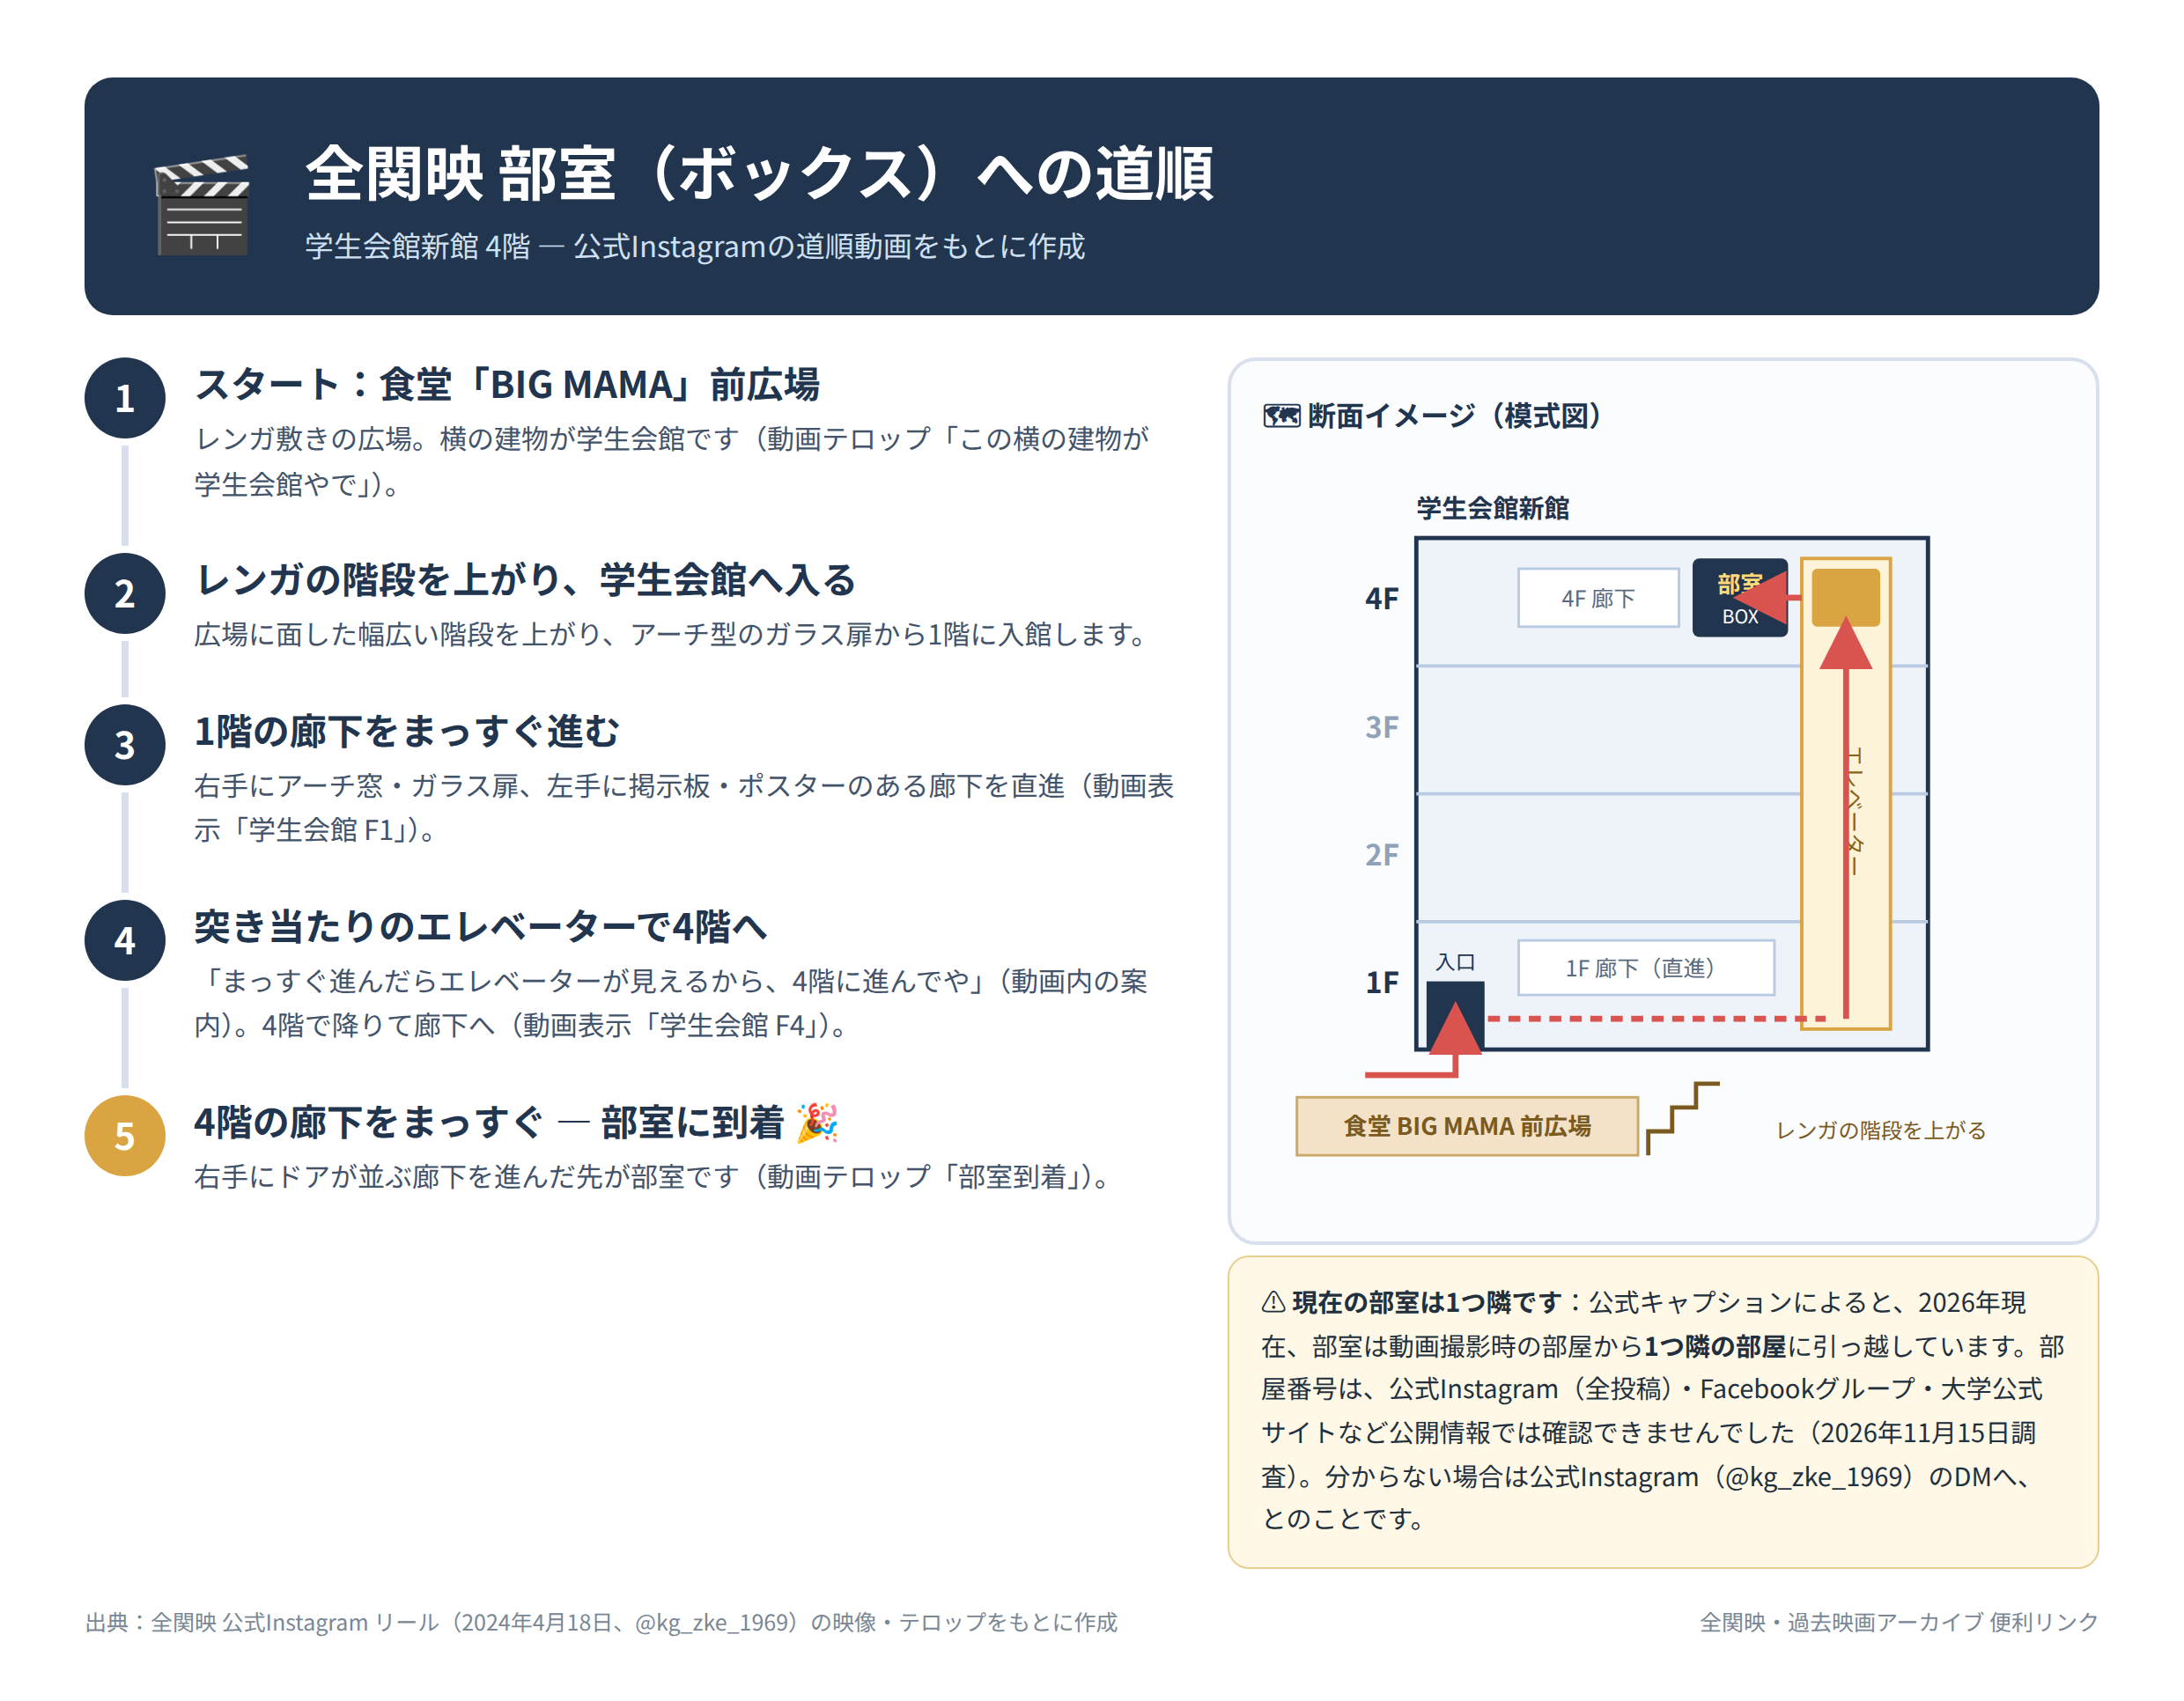 全関映 部室（ボックス）への道順
学生会館新館 4階 — 公式Instagramの道順動画をもとに作成
1
スタート：食堂「BIG MAMA」前広場
レンガ敷きの広場。横の建物が学生会館です（動画テロップ「この横の建物が
学生会館やで」）。
2
レンガの階段を上がり、学生会館へ入る
広場に面した幅広い階段を上がり、アーチ型のガラス扉から1階に入館します。
3
1階の廊下をまっすぐ進む
右手にアーチ窓・ガラス扉、左手に掲示板・ポスターのある廊下を直進（動画表
示「学生会館 F1」）。
4
突き当たりのエレベーターで4階へ
「まっすぐ進んだらエレベーターが見えるから、4階に進んでや」（動画内の案
内）。4階で降りて廊下へ（動画表示「学生会館 F4」）。
5
4階の廊下をまっすぐ — 部室に到着 🎉
右手にドアが並ぶ廊下を進んだ先が部室です（動画テロップ「部室到着」）。
🗺 断面イメージ（模式図）
学生会館新館
4F
4F 廊下
部室
BOX
3F
エレベーター
2F
1F
入口
1F 廊下（直進）
食堂 BIG MAMA 前広場
レンガの階段を上がる
⚠ 現在の部室は1つ隣です：公式キャプションによると、2026年現
在、部室は動画撮影時の部屋から1つ隣の部屋に引っ越しています。部
屋番号は、公式Instagram（全投稿）・Facebookグループ・大学公式
サイトなど公開情報では確認できませんでした（2026年11月15日調
査）。分からない場合は公式Instagram（@kg_zke_1969）のDMへ、
とのことです。
出典：全関映 公式Instagram リール（2024年4月18日、@kg_zke_1969）の映像・テロップをもとに作成
全関映・過去映画アーカイブ 便利リンク